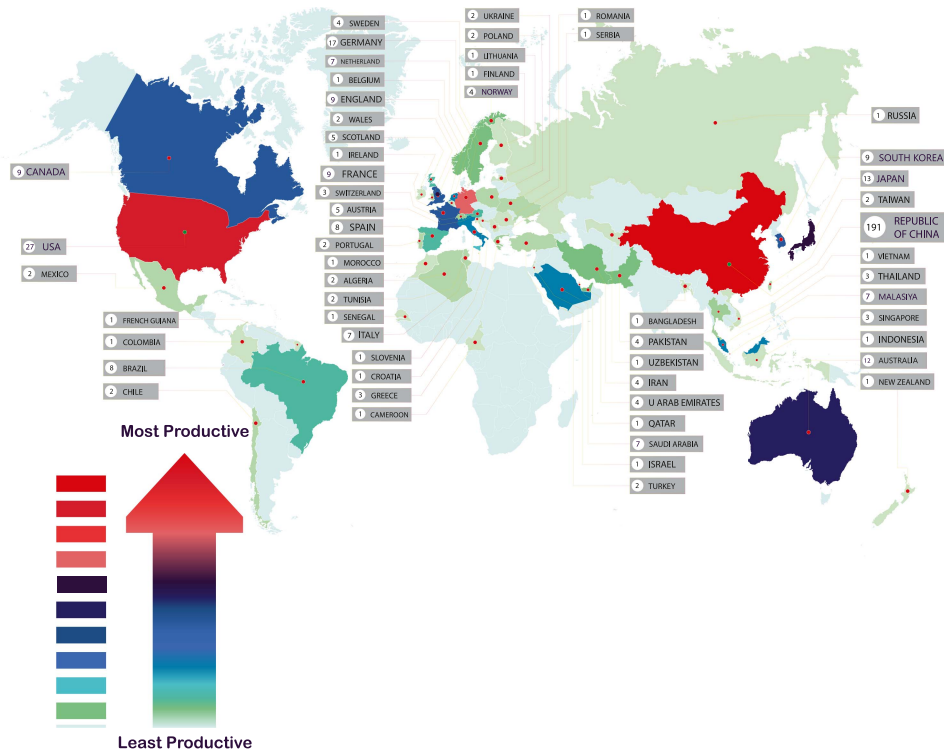 4 SWEDEN
17 GERMANY
7 NETHERLAND
1 BELGIUM
9 ENGLAND
2 WALES
5 SCOTLAND
1 IRELAND
9 FRANCE
3 SWITZERLAND
5 AUSTRIA
8 SPAIN
2 PORTUGAL
1 MOROCCO
2 ALGERIA
2 TUNISIA
1 SENEGAL
7 ITALY
2 UKRAINE
2 POLAND
1 LITHUANIA
1 FINLAND
4 NORWAY
1 ROMANIA
1 SERBIA
9 CANADA
27 USA
2 MEXICO
1 FRENCH GUIANA
1 COLOMBIA
8 BRAZIL
2 CHILE
1 SLOVENIA
1 CROATIA
3 GREECE
1 CAMEROON
1 BANGLADESH
4 PAKISTAN
1 UZBEKISTAN
4 IRAN
4 U ARAB EMIRATES
1 QATAR
7 SAUDI ARABIA
1 ISRAEL
2 TURKEY
1 RUSSIA
9 SOUTH KOREA
13 JAPAN
2 TAIWAN
191 REPUBLIC
OF CHINA
1 VIETNAM
3 THAILAND
7 MALASIYA
3 SINGAPORE
1 INDONESIA
12 AUSTRALIA
1 NEW ZEALAND
Most Productive
Least Productive